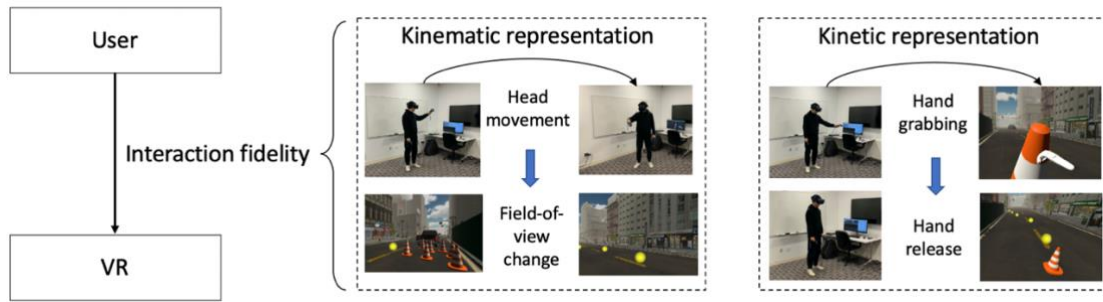 User
Interaction fidelity
VR
Kinematic representation
Head
movement
Field-of-
view
change
Kinetic representation
Hand
grabbing
Hand
release